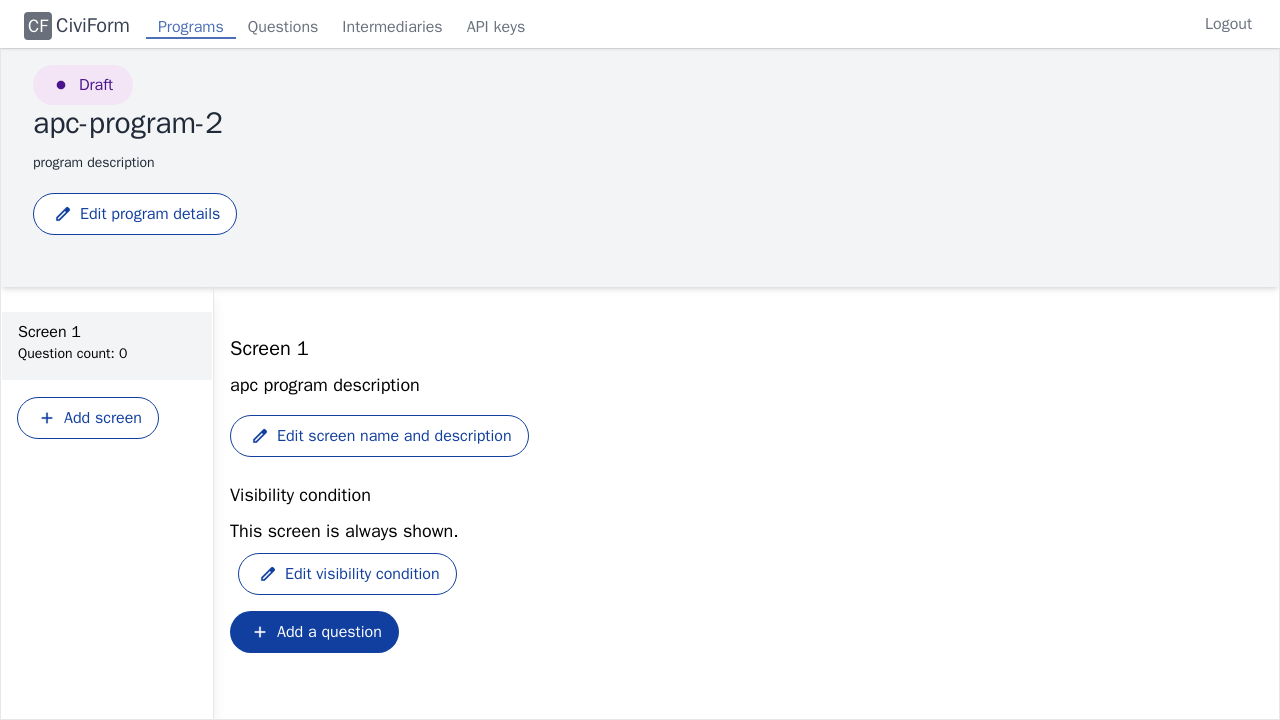 CF CiviForm Programs Questions Intermediaries API keys Logout
Draft
apc-program-2
program description
Edit program details
Screen 1
Question count: 0
Add screen
Screen 1
apc program description
Edit screen name and description
Visibility condition
This screen is always shown.
Edit visibility condition
Add a question